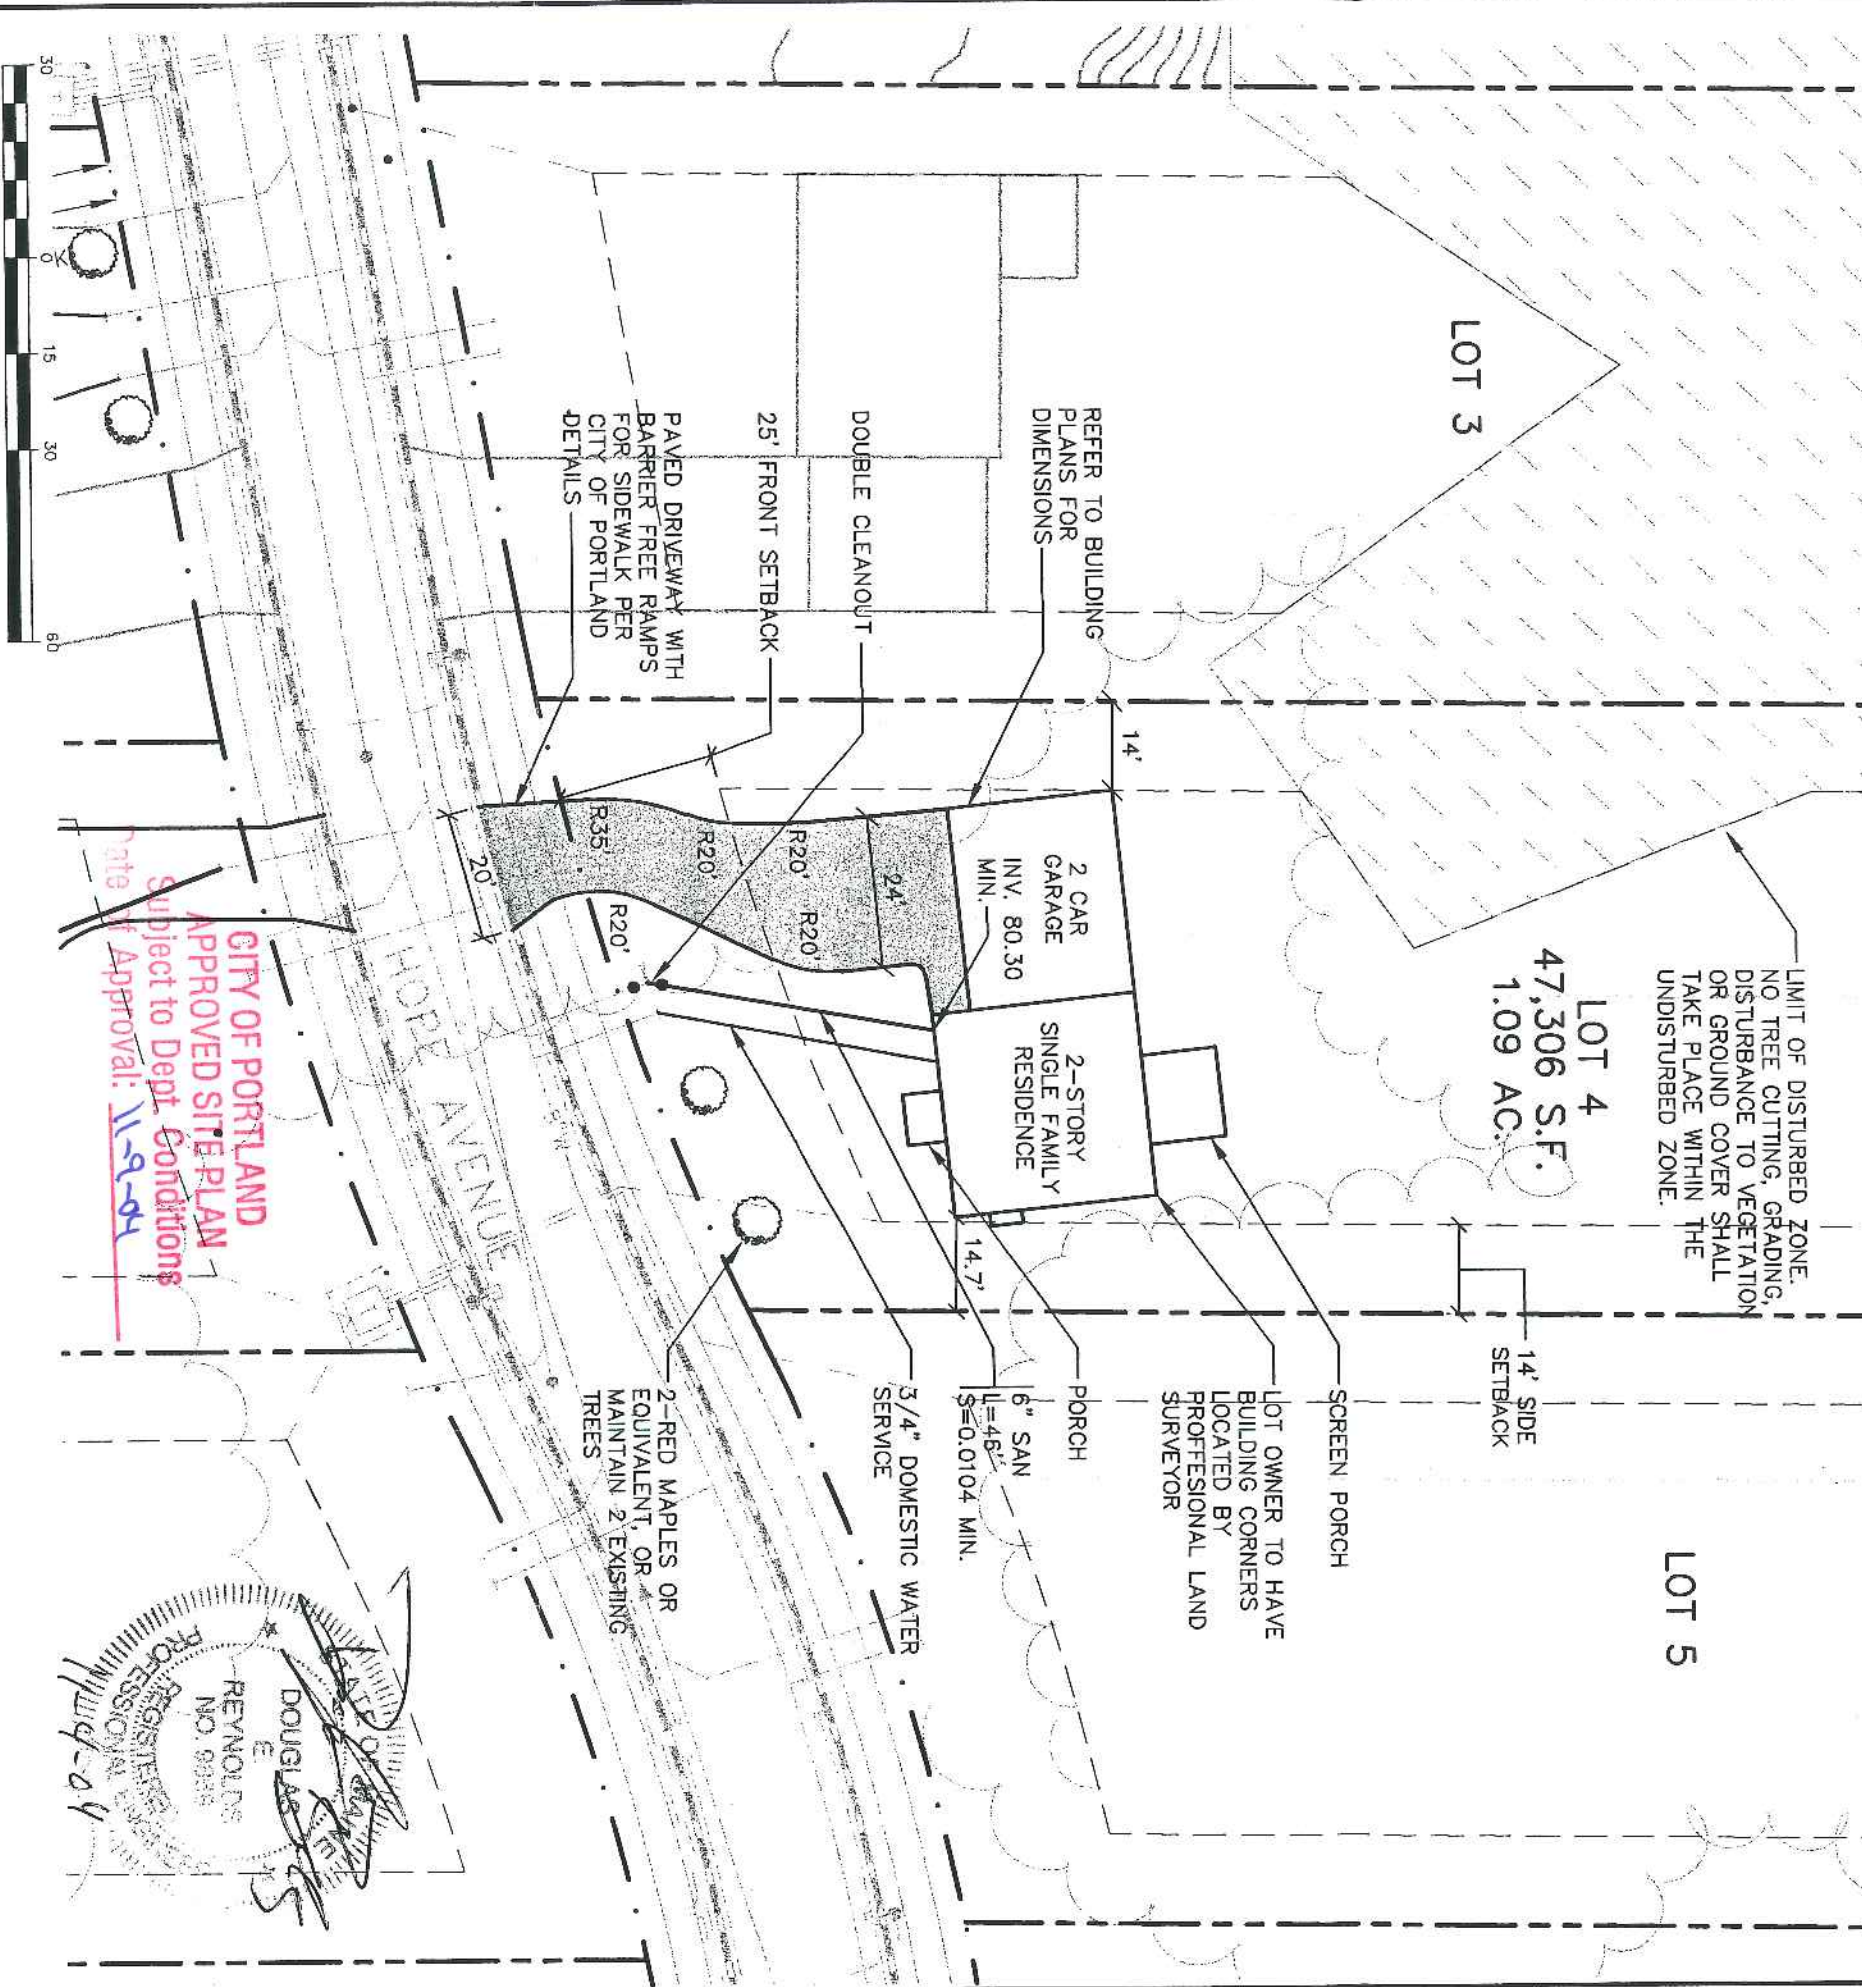 LIMIT OF DISTURBED ZONE.
NO TREE CUTTING, GRADING,
DISTURBANCE TO VEGETATION
OR GROUND COVER SHALL
TAKE PLACE WITHIN THE
UNDISTURBED ZONE.
LOT 3
LOT 4
47,306 S.F.
1.09 AC.
LOT 5
14' SIDE
SETBACK
SCREEN PORCH
LOT OWNER TO HAVE
BUILDING CORNERS
LOCATED BY
PROFFESIONAL LAND
SURVEYOR
PORCH
6" SAN
L=46'
S=0.0104 MIN.
3/4" DOMESTIC WATER
SERVICE
2-RED MAPLES OR
EQUIVALENT, OR
MAINTAIN 2 EXISTING
TREES
REFER TO BUILDING
PLANS FOR
DIMENSIONS
DOUBLE CLEANOUT
25' FRONT SETBACK
PAVED DRIVEWAY WITH
BARRIER FREE RAMPS
FOR SIDEWALK PER
CITY OF PORTLAND
DETAILS
14'
2 CAR
GARAGE
INV. 80.30
MIN.
2-STORY
SINGLE FAMILY
RESIDENCE
14.7'
24'
R20'
R20'
R20'
R35'
R20'
20'
HOPE AVENUE
CITY OF PORTLAND
APPROVED SITE PLAN
Subject to Dept. Conditions
Date of Approval: 11-9-04
STATE OF MAINE
DOUGLAS
E
REYNOLDS
REGISTERED
PROFESSIONAL ENGINEER
30
0
15
30
60